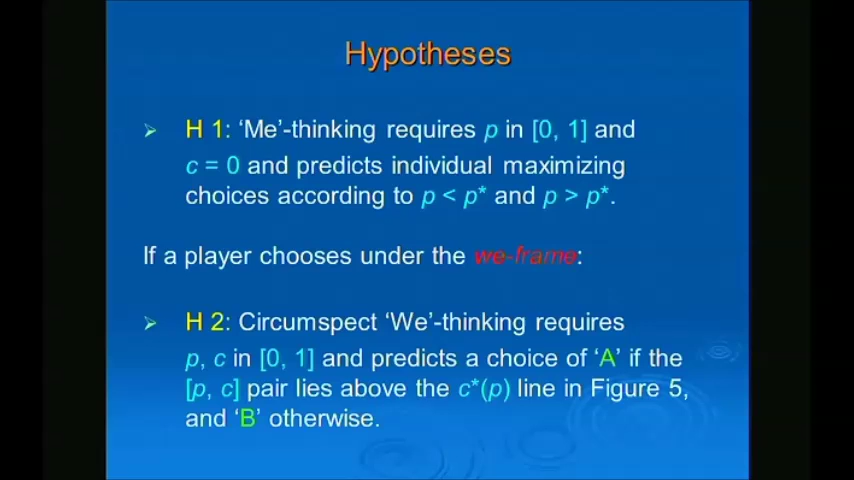 Hypotheses
H 1: ‘Me’-thinking requires p in [0, 1] and
c = 0 and predicts individual maximizing
choices according to p < p* and p > p*.
If a player chooses under the we-frame:
H 2: Circumspect ‘We’-thinking requires
p, c in [0, 1] and predicts a choice of ‘A’ if the
[p, c] pair lies above the c*(p) line in Figure 5,
and ‘B’ otherwise.